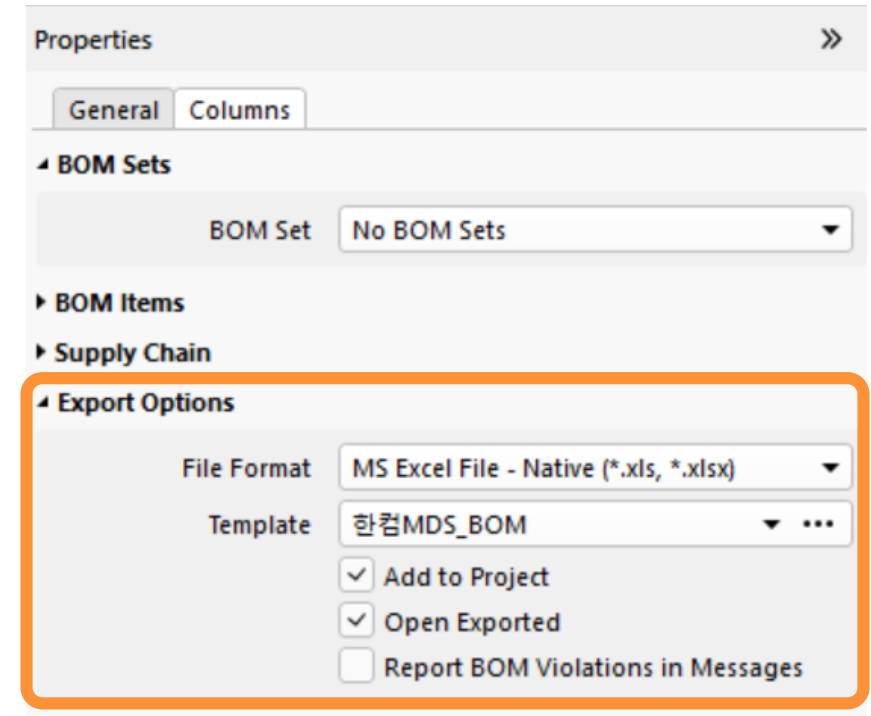 Properties
General Columns
BOM Sets
BOM Set No BOM Sets
BOM Items
Supply Chain
Export Options
File Format MS Excel File - Native (*.xls, *.xlsx)
Template 한컴MDS_BOM
Add to Project
Open Exported
Report BOM Violations in Messages